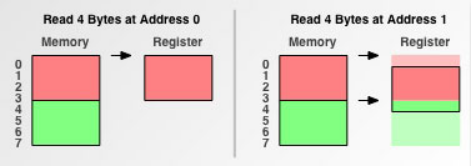 Read 4 Bytes at Address 0
Memory
Register
0
1
2
3
4
5
6
7
Read 4 Bytes at Address 1
Memory
Register
0
1
2
3
4
5
6
7